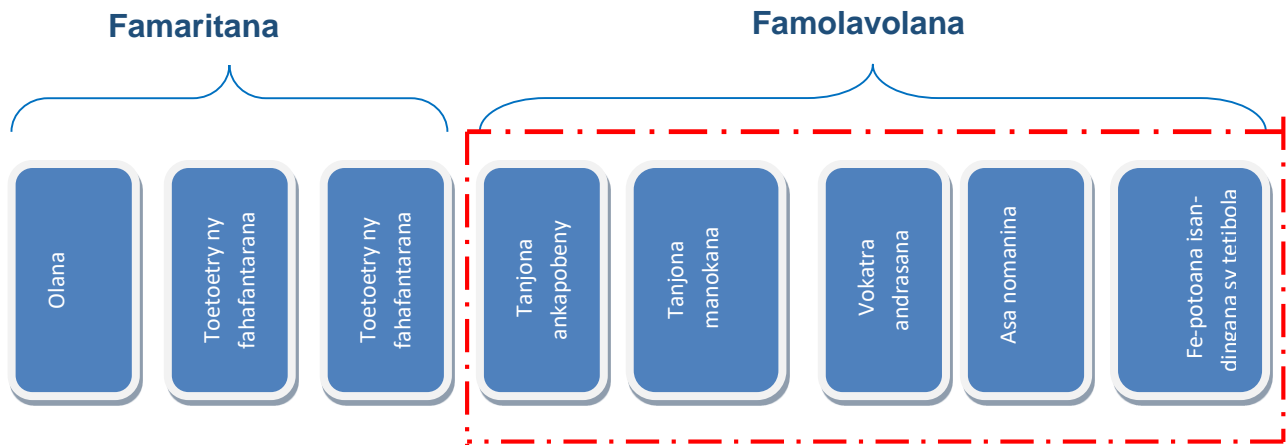 Famaritana
Famolavolana
Olana
Toetoetry ny
fahafantarana
Toetoetry ny
fahafantarana
Tanjona
ankapobeny
Tanjona
manokana
Vokatra
andrasana
Asa nomanina
Fe-potoana isan-
dingana sy tetibola